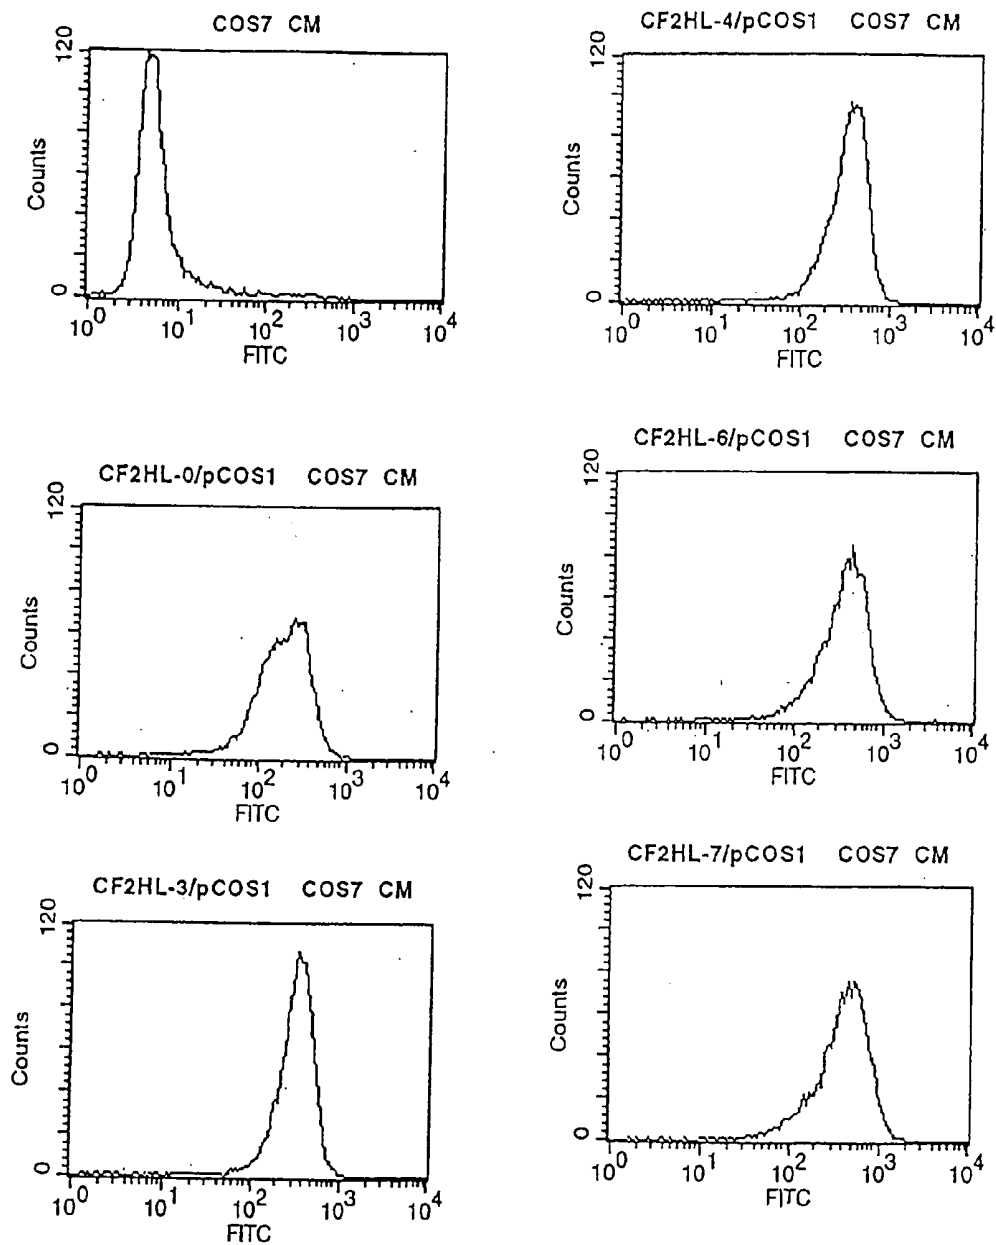 COS7 CM
120
Counts
0
10^0 10^1 10^2 10^3 10^4
FITC
CF2HL-4/pCOS1 COS7 CM
120
Counts
0
10^0 10^1 10^2 10^3 10^4
FITC
CF2HL-0/pCOS1 COS7 CM
120
Counts
0
10^0 10^1 10^2 10^3 10^4
FITC
CF2HL-6/pCOS1 COS7 CM
120
Counts
0
10^0 10^1 10^2 10^3 10^4
FITC
CF2HL-3/pCOS1 COS7 CM
120
Counts
0
10^0 10^1 10^2 10^3 10^4
FITC
CF2HL-7/pCOS1 COS7 CM
120
Counts
0
10^0 10^1 10^2 10^3 10^4
FITC